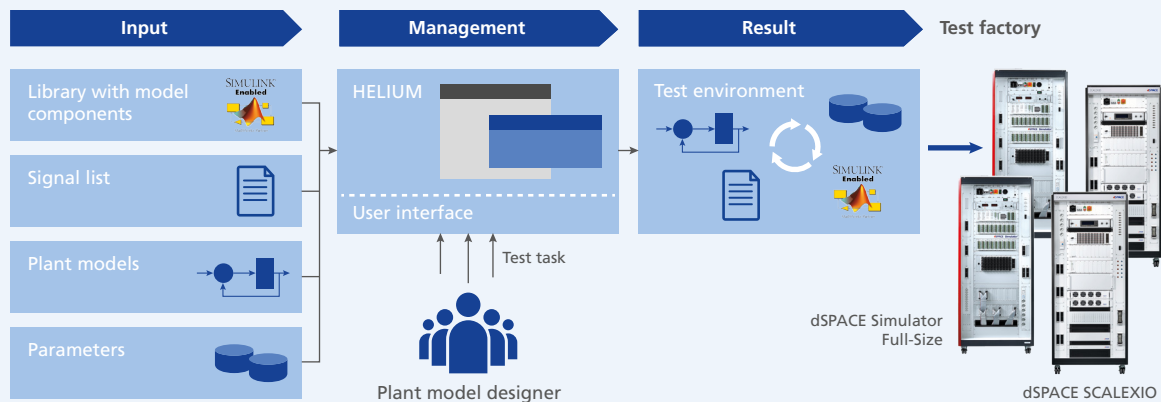 Input
Management
Result
Test factory
Library with model
components
SIMULINK
Enabled
Signal list
Plant models
Parameters
HELIUM
User interface
Test task
Plant model designer
Test environment
SIMULINK
Enabled
dSPACE Simulator
Full-Size
dSPACE SCALEXIO